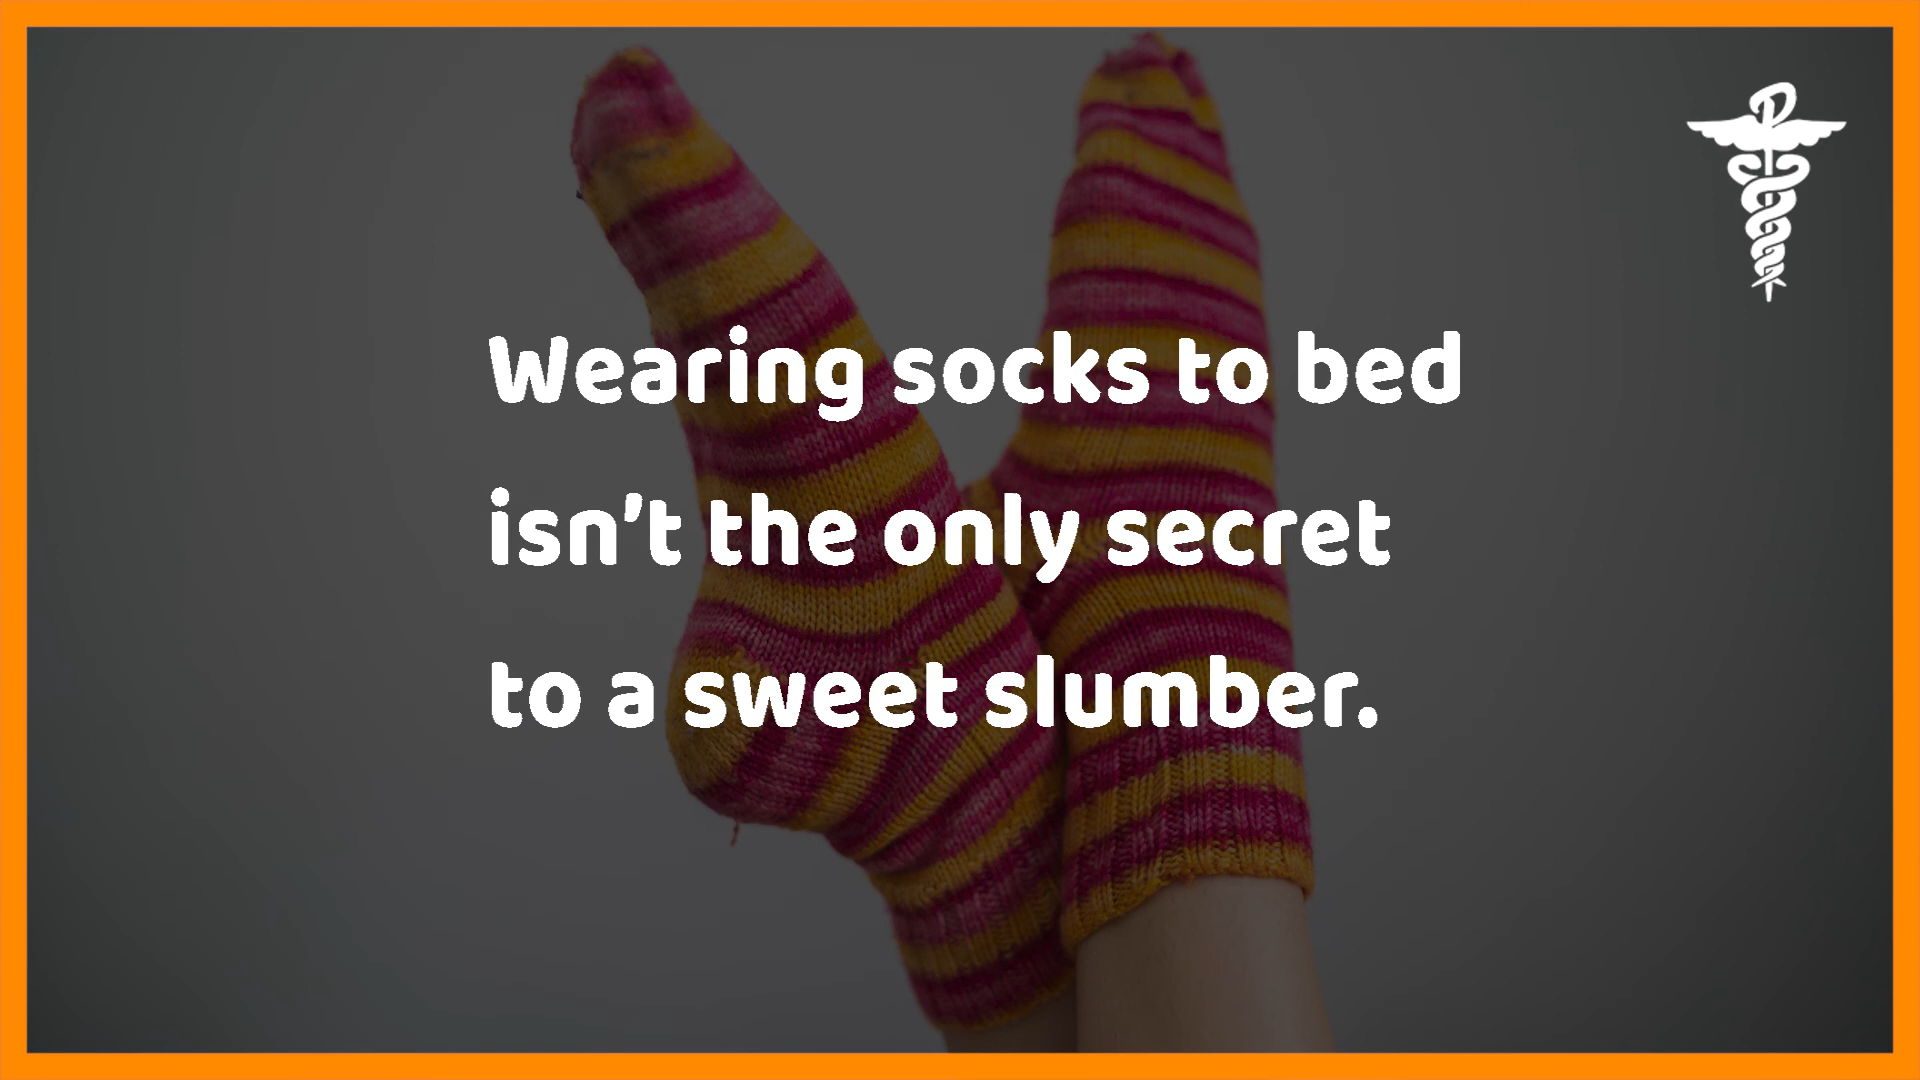 Wearing socks to bed
isn’t the only secret
to a sweet slumber.